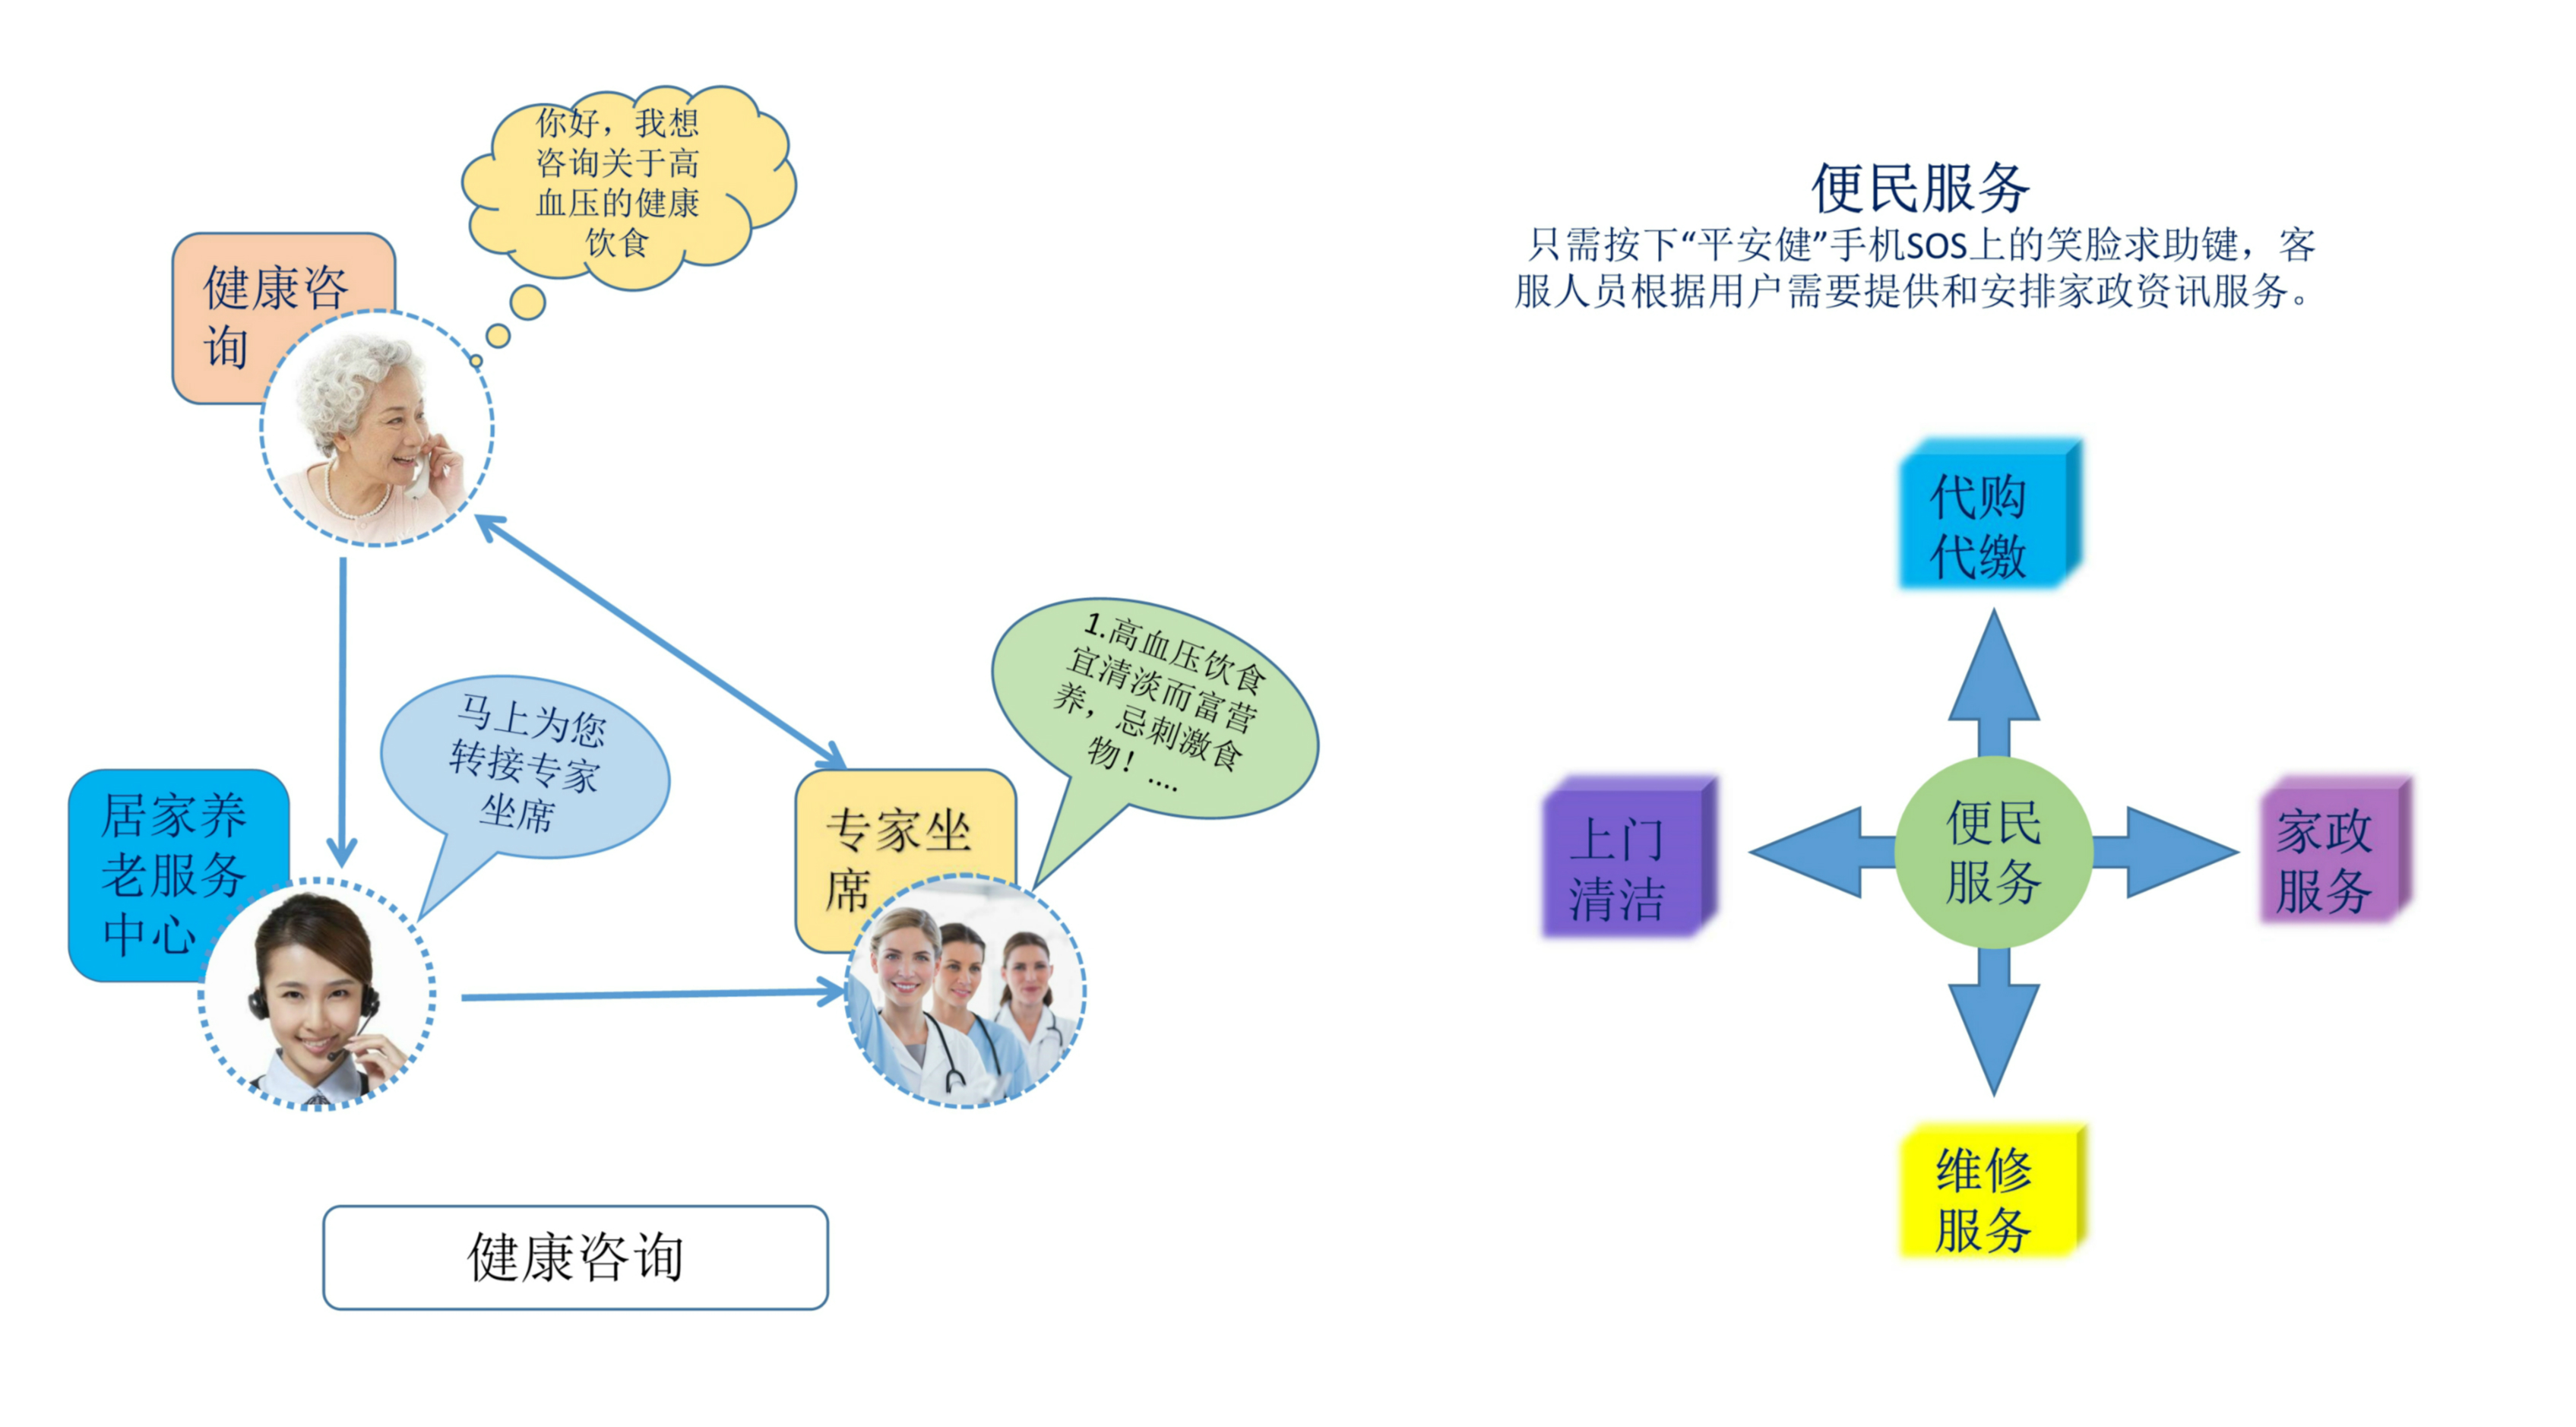 你好，我想
咨询关于高
血压的健康
饮食
健康咨
询
马上为您
转接专家
坐席
居家养
老服务
中心
1.高血压饮食
宜清淡而富营
养，忌刺激食
物！....
专家坐
席
健康咨询
便民服务
只需按下“平安健”手机SOS上的笑脸求助键，客
服人员根据用户需要提供和安排家政资讯服务。
代购
代缴
上门
清洁
便民
服务
家政
服务
维修
服务